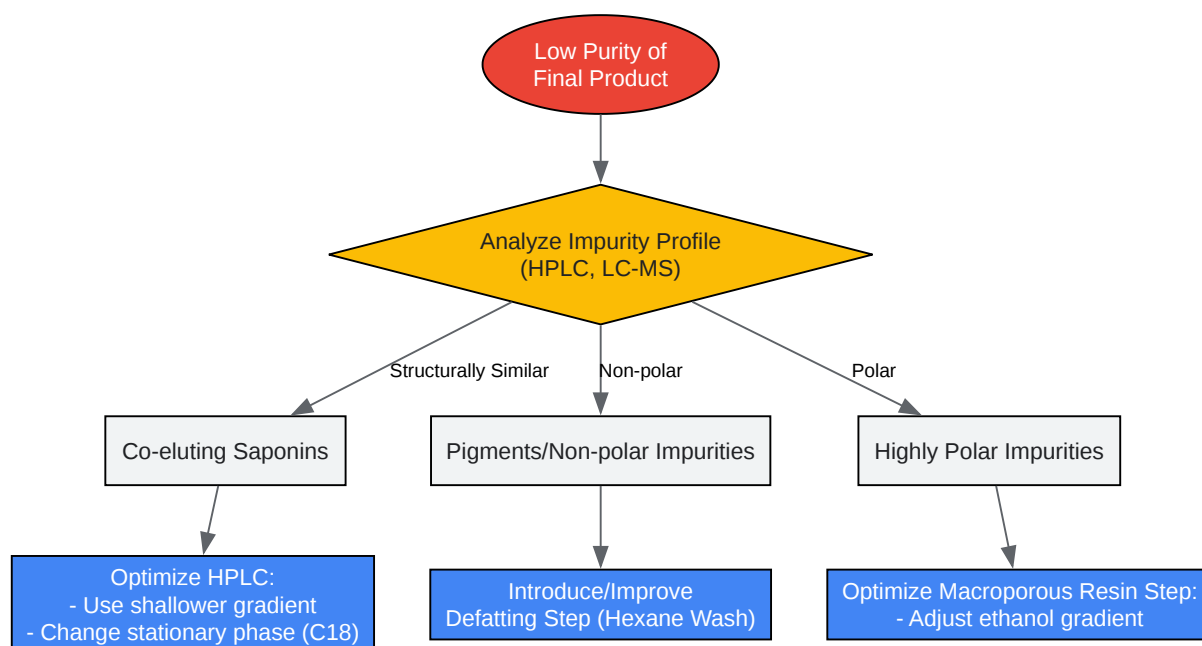 Low Purity of
Final Product
Analyze Impurity Profile
(HPLC, LC-MS)
Structurally Similar
Non-polar
Polar
Co-eluting Saponins
Pigments/Non-polar Impurities
Highly Polar Impurities
Optimize HPLC:
- Use shallower gradient
- Change stationary phase (C18)
Introduce/Improve
Defatting Step (Hexane Wash)
Optimize Macroporous Resin Step:
- Adjust ethanol gradient